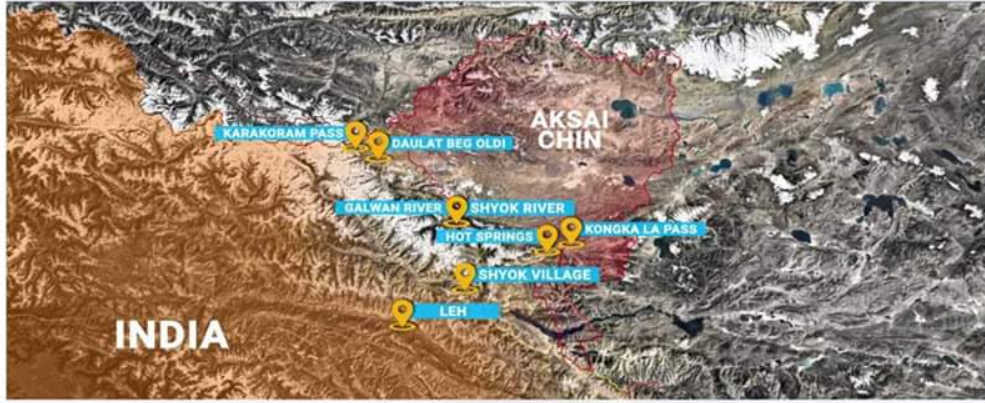 AKSAI
CHIN
KARAKORAM PASS
DAULAT BEG OLDI
GALWAN RIVER
SHYOK RIVER
KONGKA LA PASS
HOT SPRINGS
SHYOK VILLAGE
LEH
INDIA